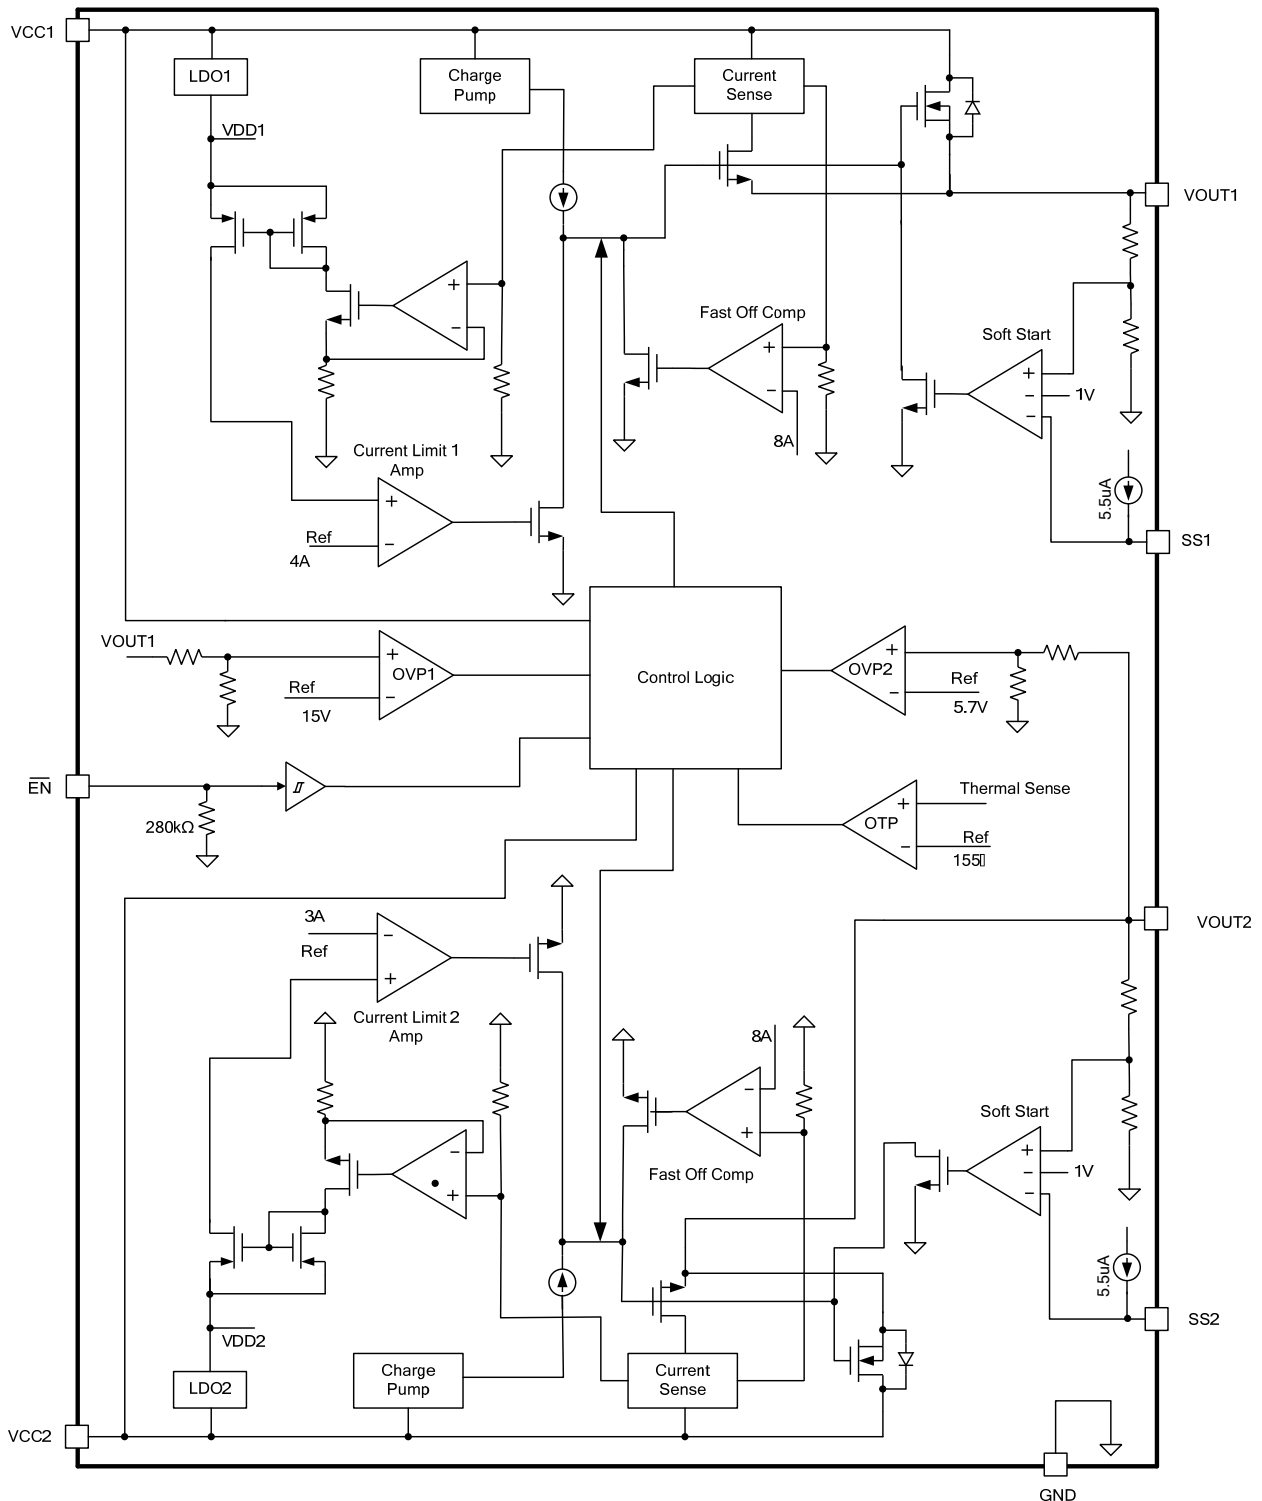 VCC1
LDO1
Charge
Pump
Current
Sense
VDD1
VOUT1
+
−
Fast Off Comp
+
−
8A
Soft Start
+
−
1V
−
5.5uA
SS1
Current Limit 1
Amp
+
−
Ref
4A
VOUT1
+
−
OVP1
Ref
15V
Control Logic
+
−
OVP2
Ref
5.7V
EN
280kΩ
Thermal Sense
+
−
OTP
Ref
155▯
3A
Ref
−
+
Current Limit 2
Amp
VOUT2
8A
−
+
Fast Off Comp
Soft Start
+
−
1V
−
−
+
5.5uA
SS2
VDD2
LDO2
Charge
Pump
Current
Sense
VCC2
GND